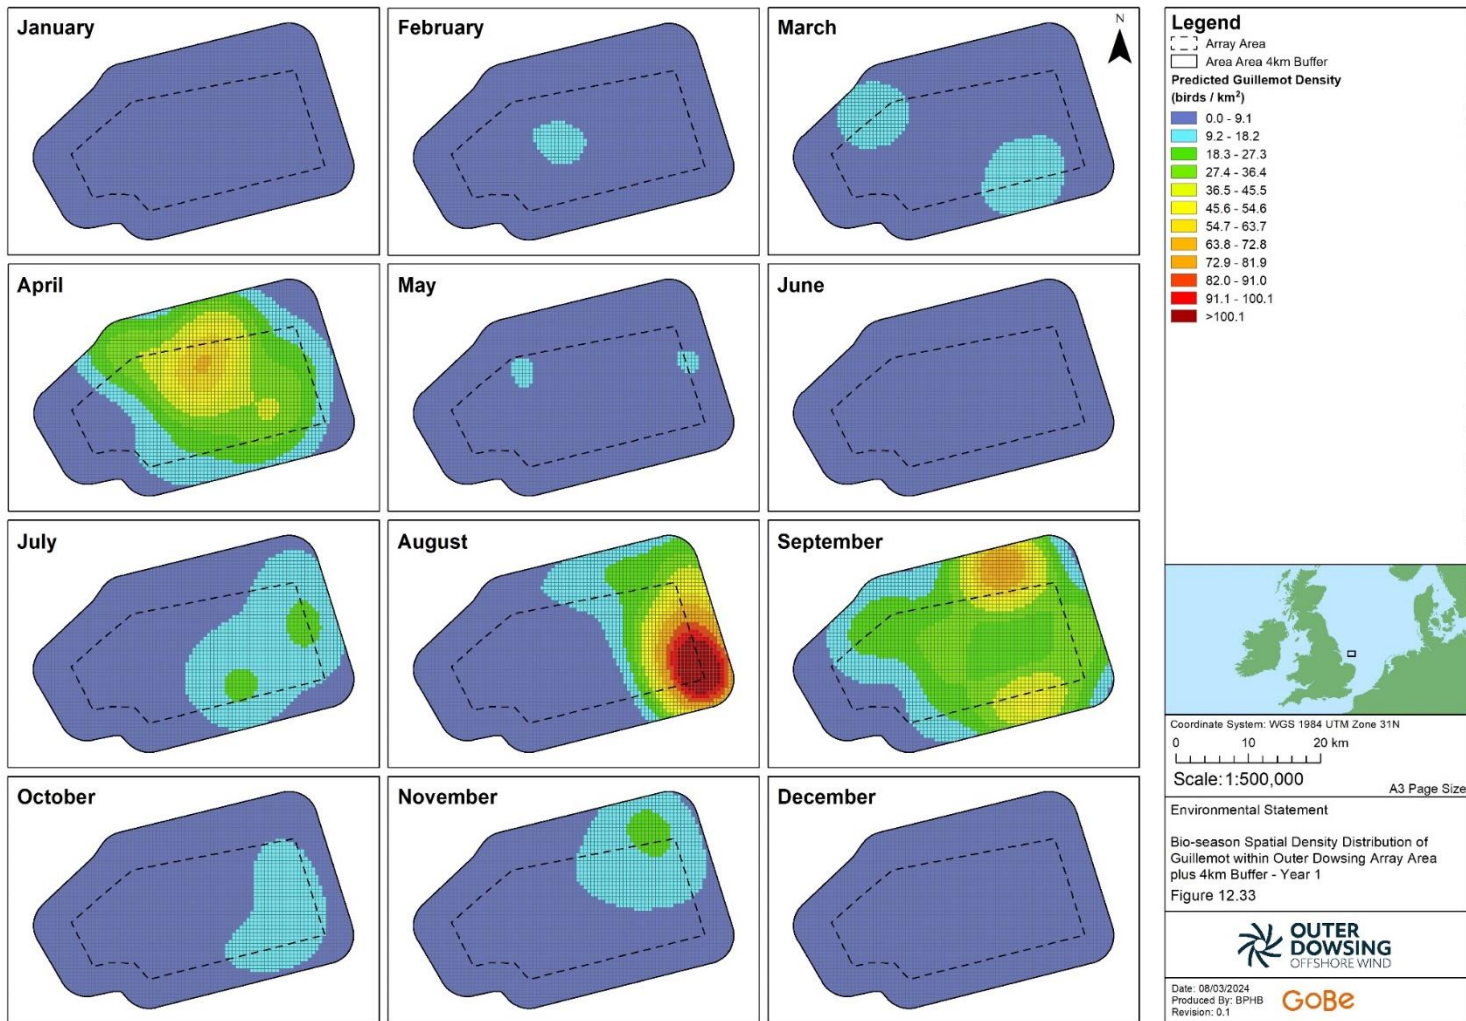 January
February
March
N
April
May
June
July
August
September
October
November
December
Legend
Array Area
Area Area 4km Buffer
Predicted Guillemot Density
(birds / km²)
0.0 - 9.1
9.2 - 18.2
18.3 - 27.3
27.4 - 36.4
36.5 - 45.5
45.6 - 54.6
54.7 - 63.7
63.8 - 72.8
72.9 - 81.9
82.0 - 91.0
91.1 - 100.1
>100.1
Coordinate System: WGS 1984 UTM Zone 31N
0 10 20 km
Scale: 1:500,000
A3 Page Size
Environmental Statement
Bio-season Spatial Density Distribution of
Guillemot within Outer Dowsing Array Area
plus 4km Buffer - Year 1
Figure 12.33
OUTER
DOWSING
OFFSHORE WIND
Date: 08/03/2024
Produced By: BPHB
Revision: 0.1
GoBe